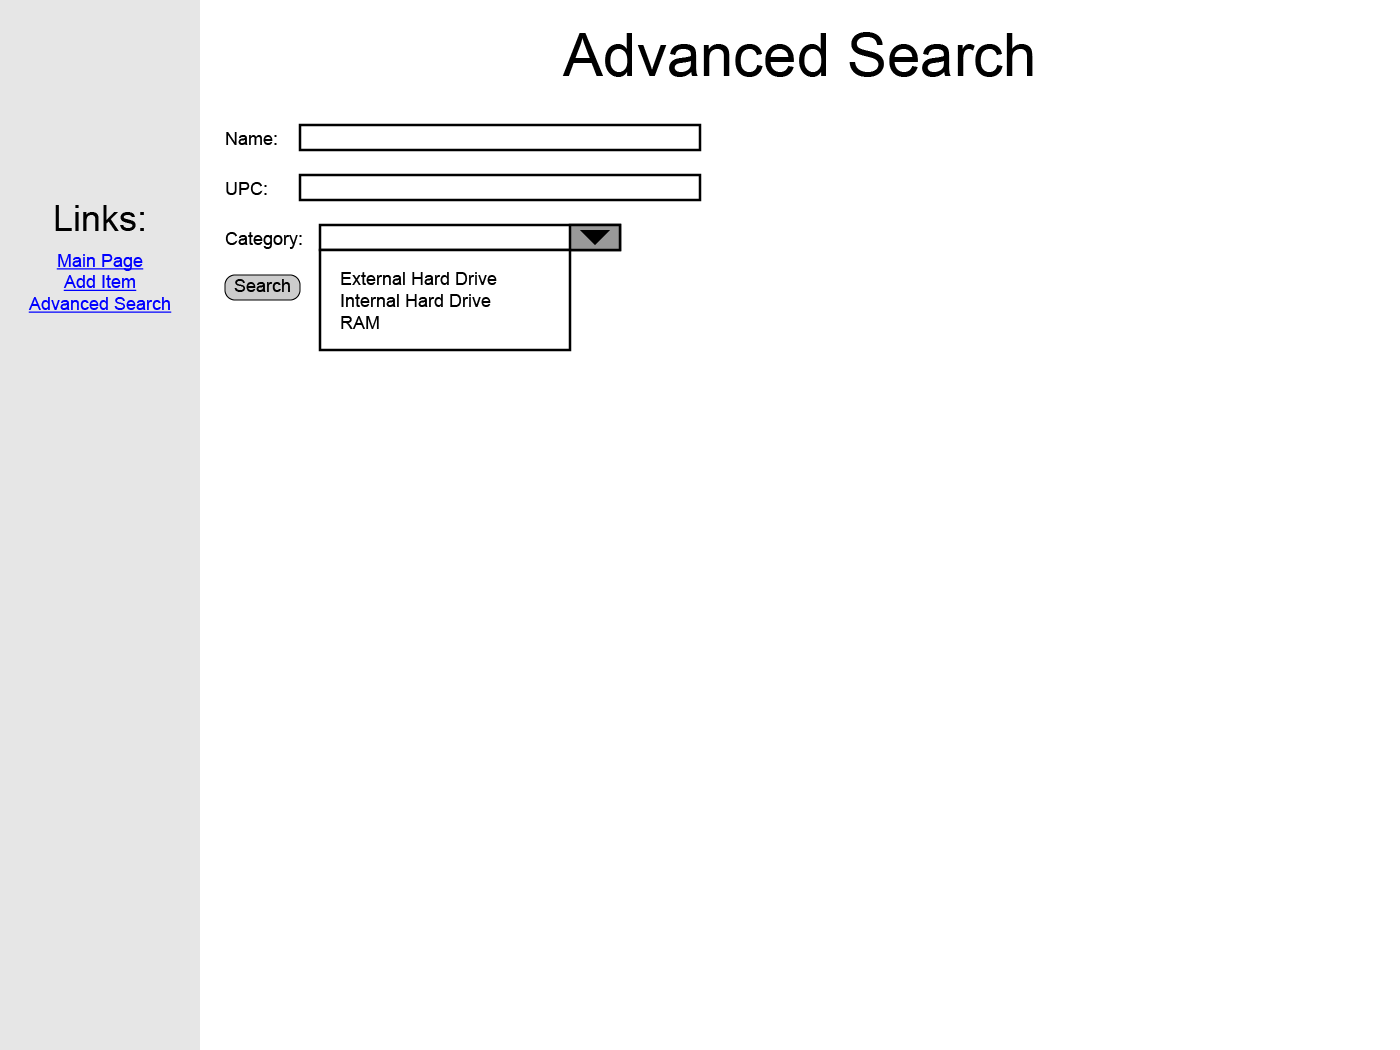 Advanced Search
Name:
UPC:
Category:
External Hard Drive
Internal Hard Drive
RAM
Search
Links:
Main Page
Add Item
Advanced Search